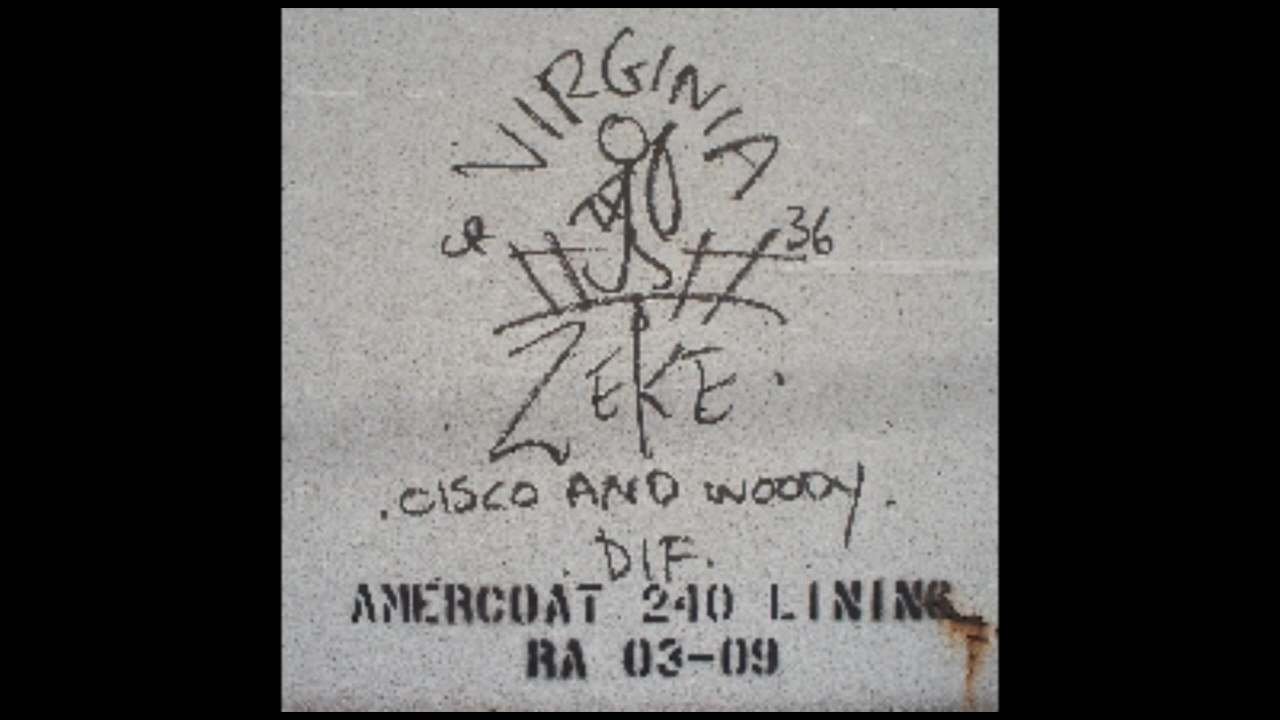 VIRGINIA
36
ZEKE.
.CISCO AND WOODY.
.DIF.
AMERCOAT 240 LINING
RA 03-09